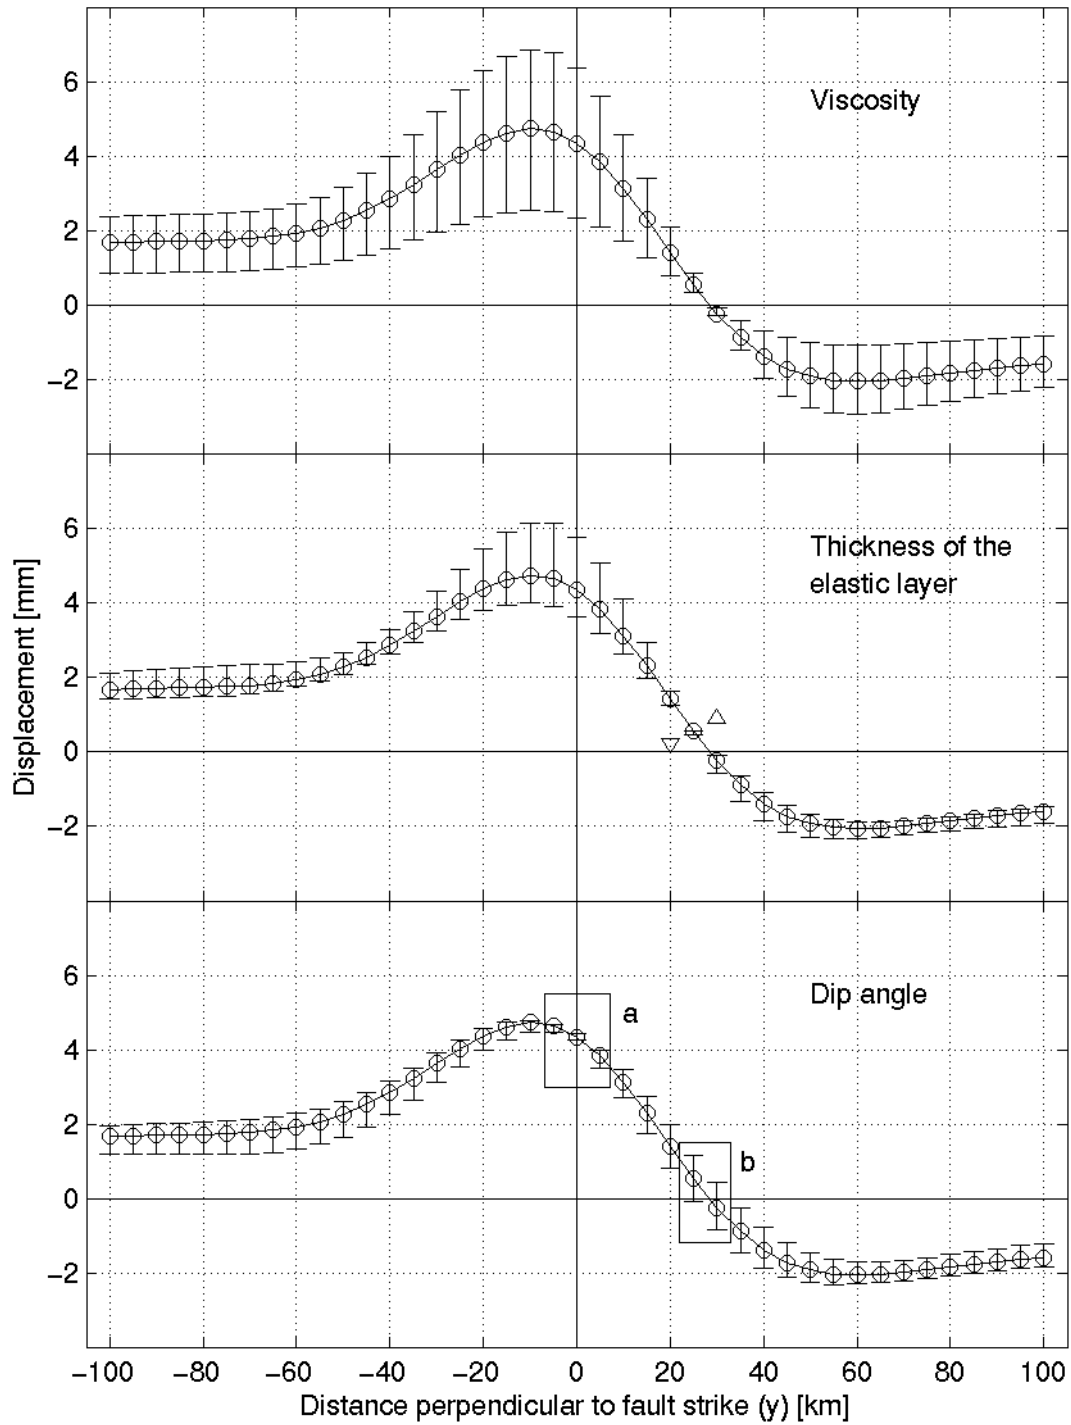 6
4
2
0
−2
Viscosity
6
4
2
0
−2
Thickness of the
elastic layer
Displacement [mm]
6
4
2
0
−2
Dip angle
a
b
−100 −80 −60 −40 −20 0 20 40 60 80 100
Distance perpendicular to fault strike (y) [km]